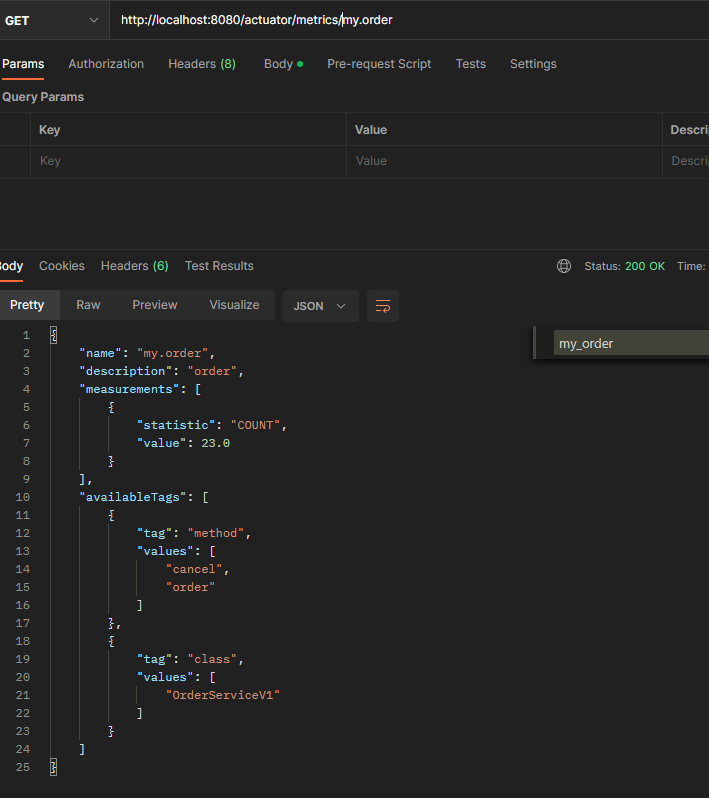 GET http://localhost:8080/actuator/metrics/my.order
Params Authorization Headers (8) Body Pre-request Script Tests Settings
Query Params
Key Value Descri
Key Value Descri
Body Cookies Headers (6) Test Results Status: 200 OK Time:
Pretty Raw Preview Visualize JSON
my_order
1 {
2 "name": "my.order",
3 "description": "order",
4 "measurements": [
5 {
6 "statistic": "COUNT",
7 "value": 23.0
8 }
9 ],
10 "availableTags": [
11 {
12 "tag": "method",
13 "values": [
14 "cancel",
15 "order"
16 ]
17 },
18 {
19 "tag": "class",
20 "values": [
21 "OrderServiceV1"
22 ]
23 }
24 ]
25 }